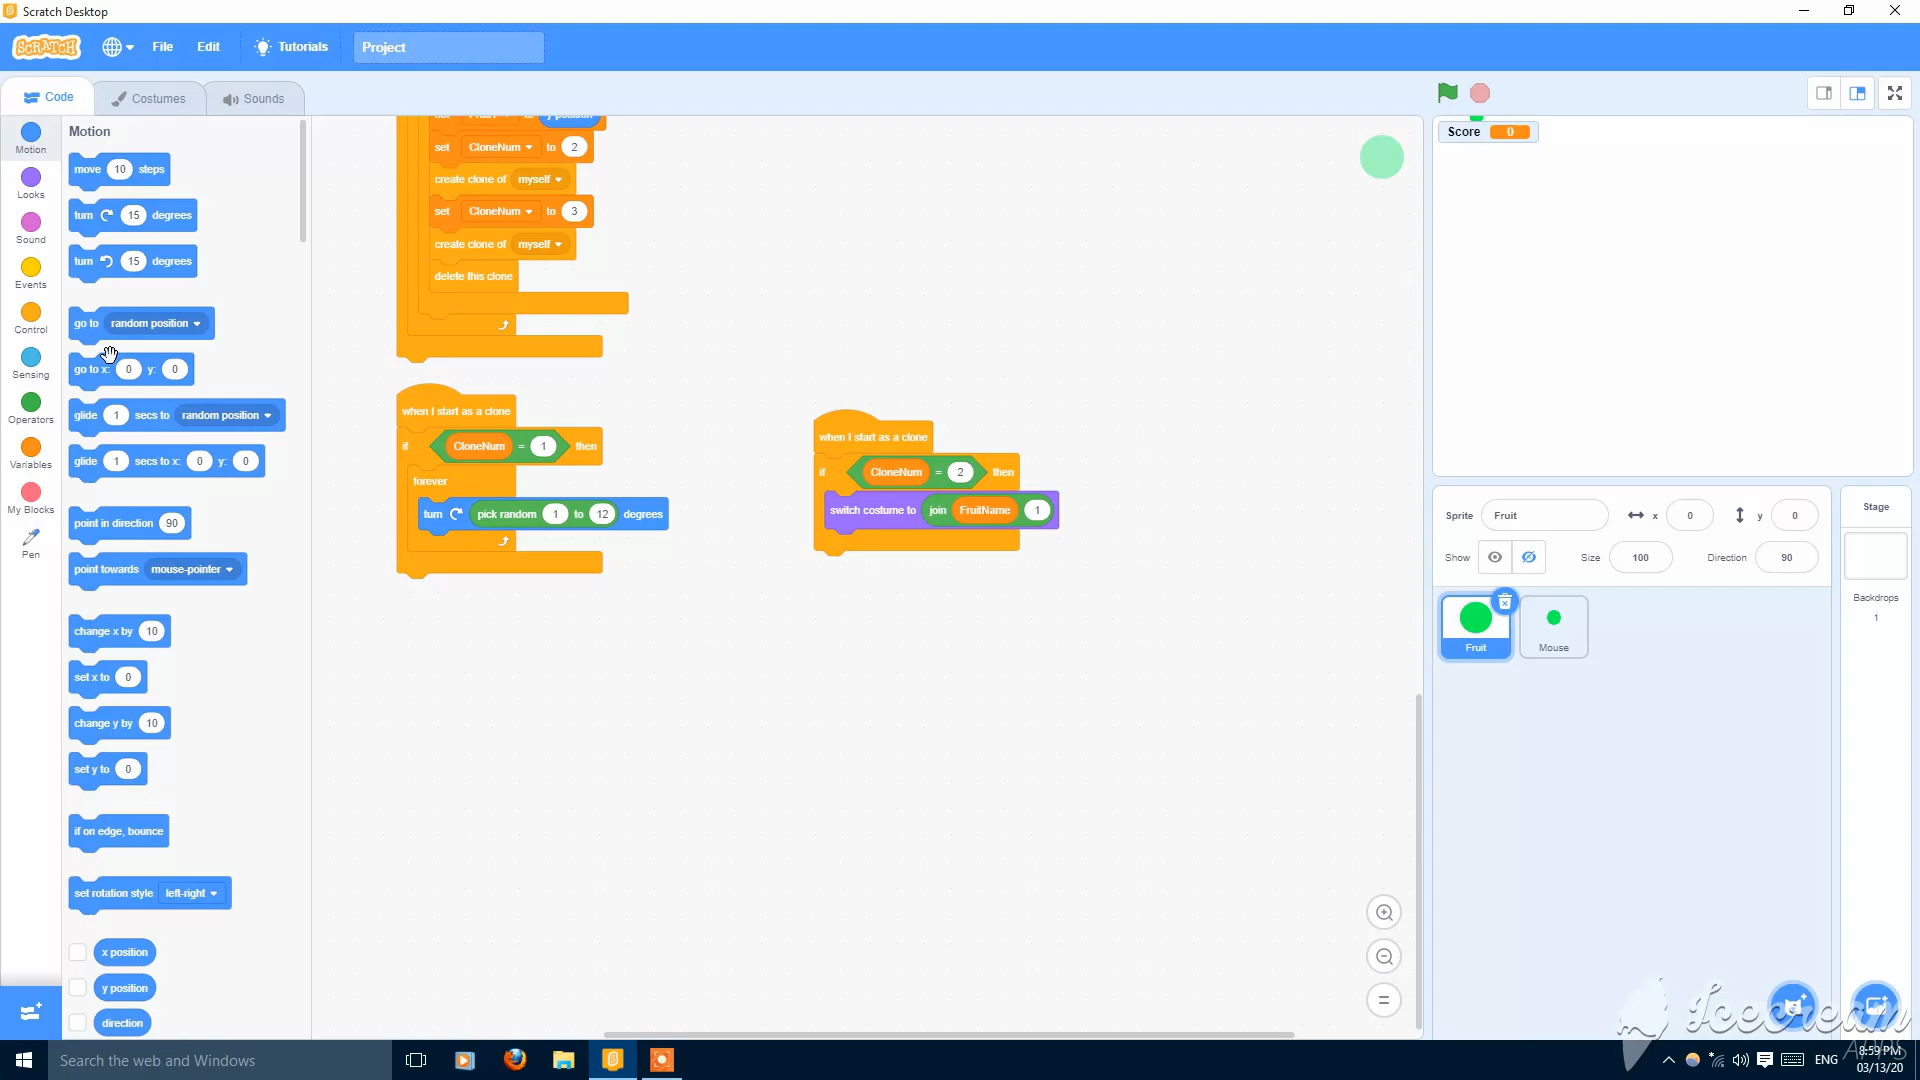 Scratch Desktop
SCRATCH File Edit Tutorials Project
Code Costumes Sounds
Motion
Looks
Sound
Events
Control
Sensing
Operators
Variables
My Blocks
Pen
Motion
move 10 steps
turn 15 degrees
turn 15 degrees
go to random position
go to x: 0 y: 0
glide 1 secs to random position
glide 1 secs to x: 0 y: 0
point in direction 90
point towards mouse-pointer
change x by 10
set x to 0
change y by 10
set y to 0
if on edge, bounce
set rotation style left-right
x position
y position
direction
set CloneNum to 2
create clone of myself
set CloneNum to 3
create clone of myself
delete this clone
when I start as a clone
if CloneNum = 1 then
forever
turn pick random 1 to 12 degrees
when I start as a clone
if CloneNum = 2 then
switch costume to join FruitName 1
Score 0
Sprite Fruit x 0 y 0
Show Size 100 Direction 90
Fruit
Mouse
Stage
Backdrops
1
Icecream
APPS
Search the web and Windows
ENG
8:59 PM
03/13/20